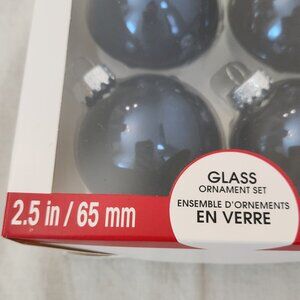 2.5 in / 65 mm
GLASS
ORNAMENT SET
ENSEMBLE D'ORNEMENTS
EN VERRE